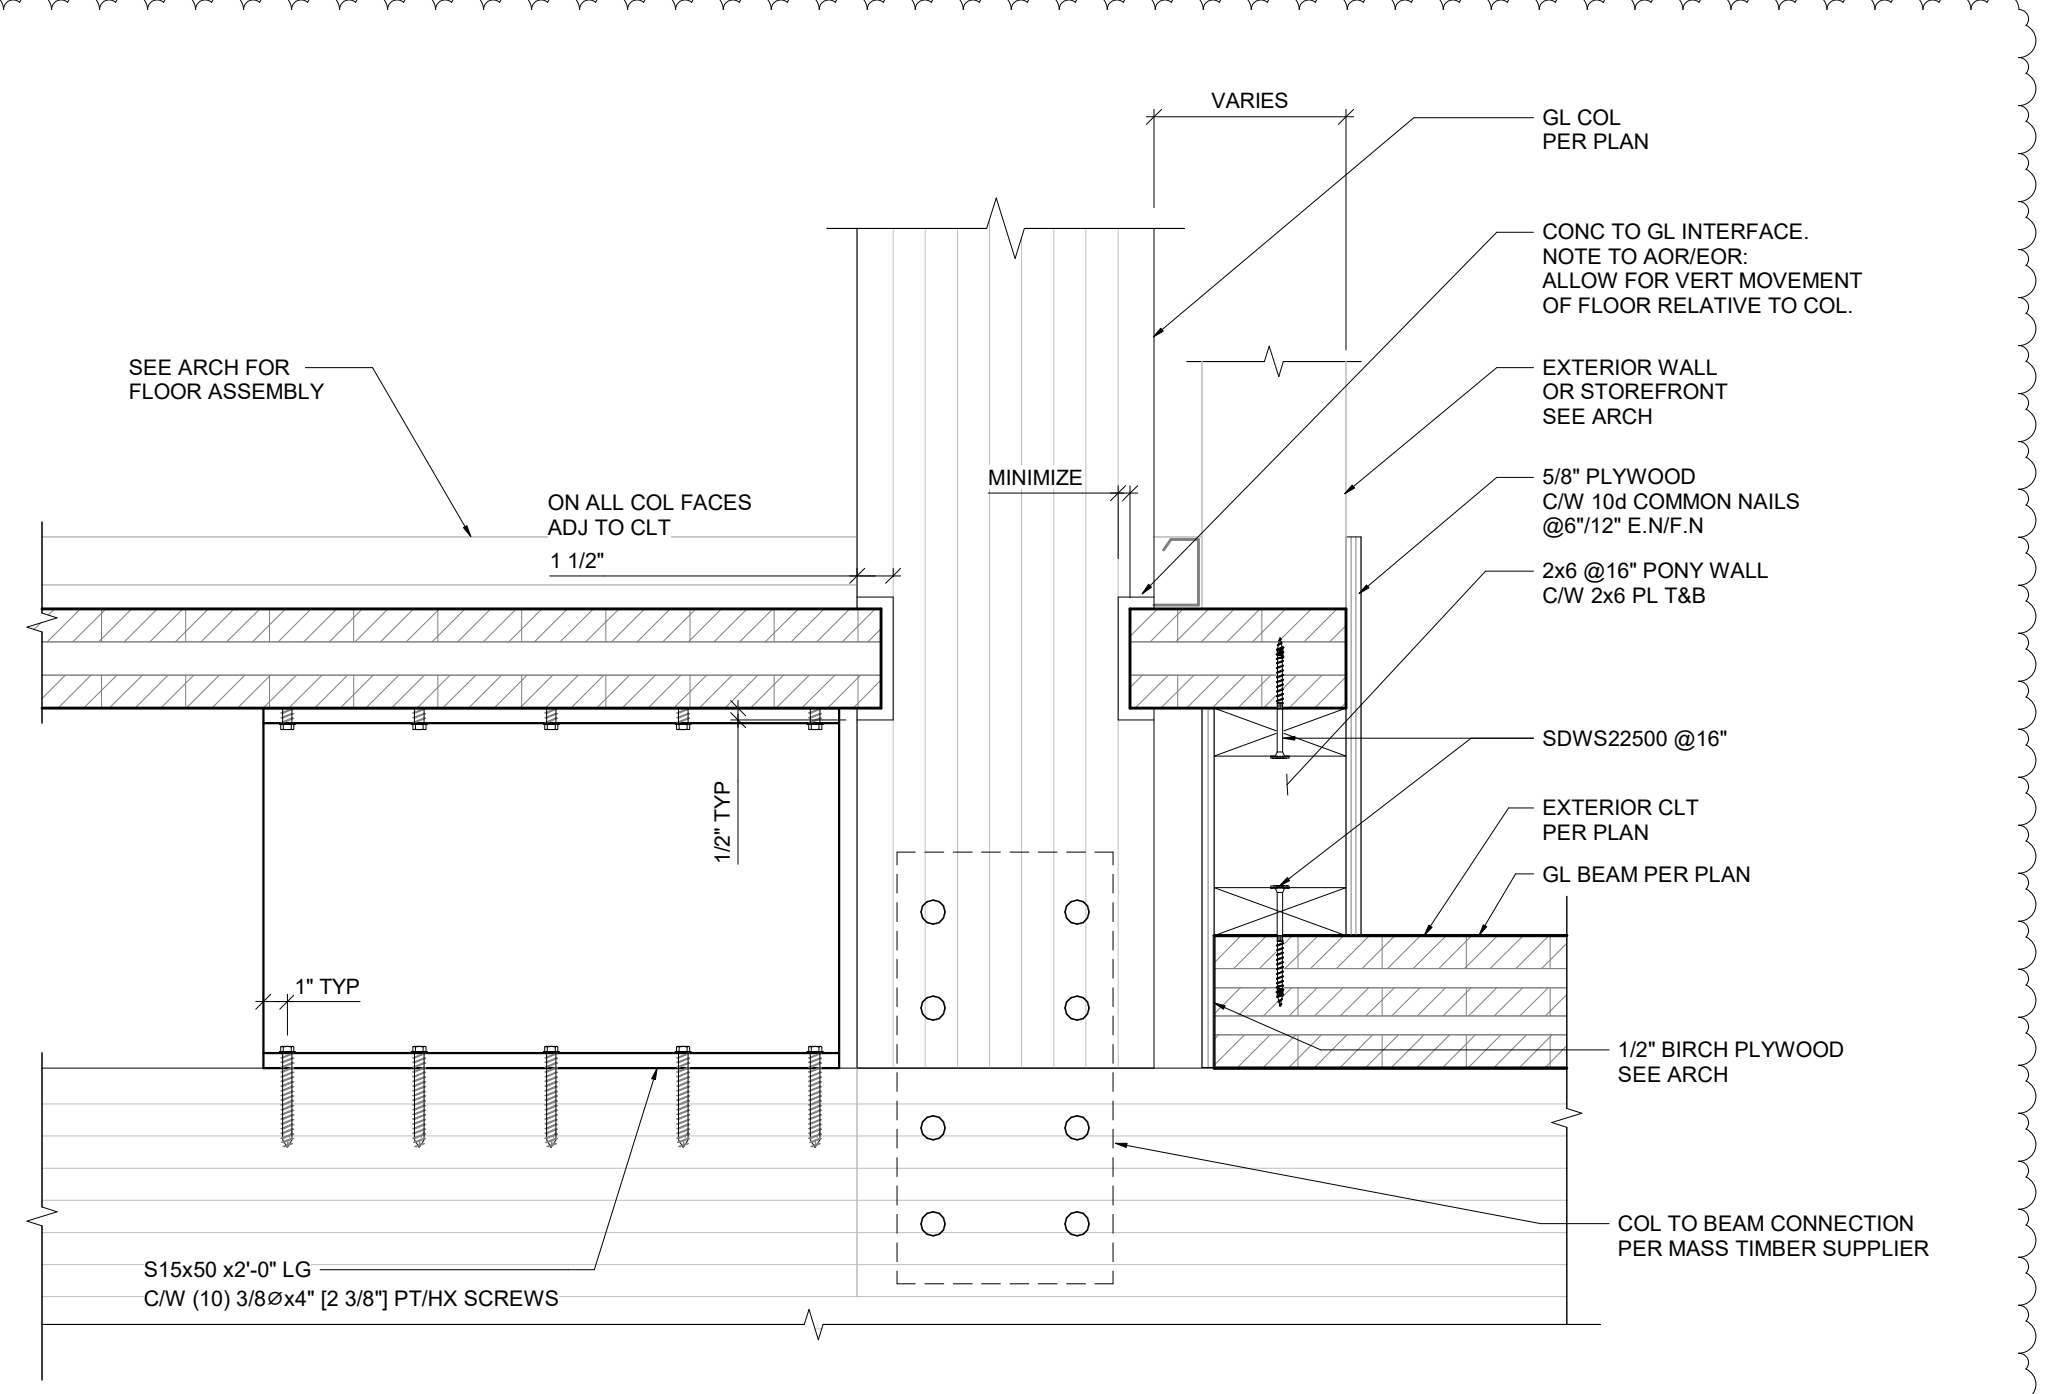 VARIES
GL COL
PER PLAN
CONC TO GL INTERFACE.
NOTE TO AOR/EOR:
ALLOW FOR VERT MOVEMENT
OF FLOOR RELATIVE TO COL.
SEE ARCH FOR
FLOOR ASSEMBLY
EXTERIOR WALL
OR STOREFRONT
SEE ARCH
MINIMIZE
ON ALL COL FACES
ADJ TO CLT
1 1/2"
5/8" PLYWOOD
C/W 10d COMMON NAILS
@6"/12" E.N/F.N
2x6 @16" PONY WALL
C/W 2x6 PL T&B
SDWS22500 @16"
1/2" TYP
EXTERIOR CLT
PER PLAN
GL BEAM PER PLAN
1" TYP
1/2" BIRCH PLYWOOD
SEE ARCH
COL TO BEAM CONNECTION
PER MASS TIMBER SUPPLIER
S15x50 x2'-0" LG
C/W (10) 3/8∅x4" [2 3/8"] PT/HX SCREWS